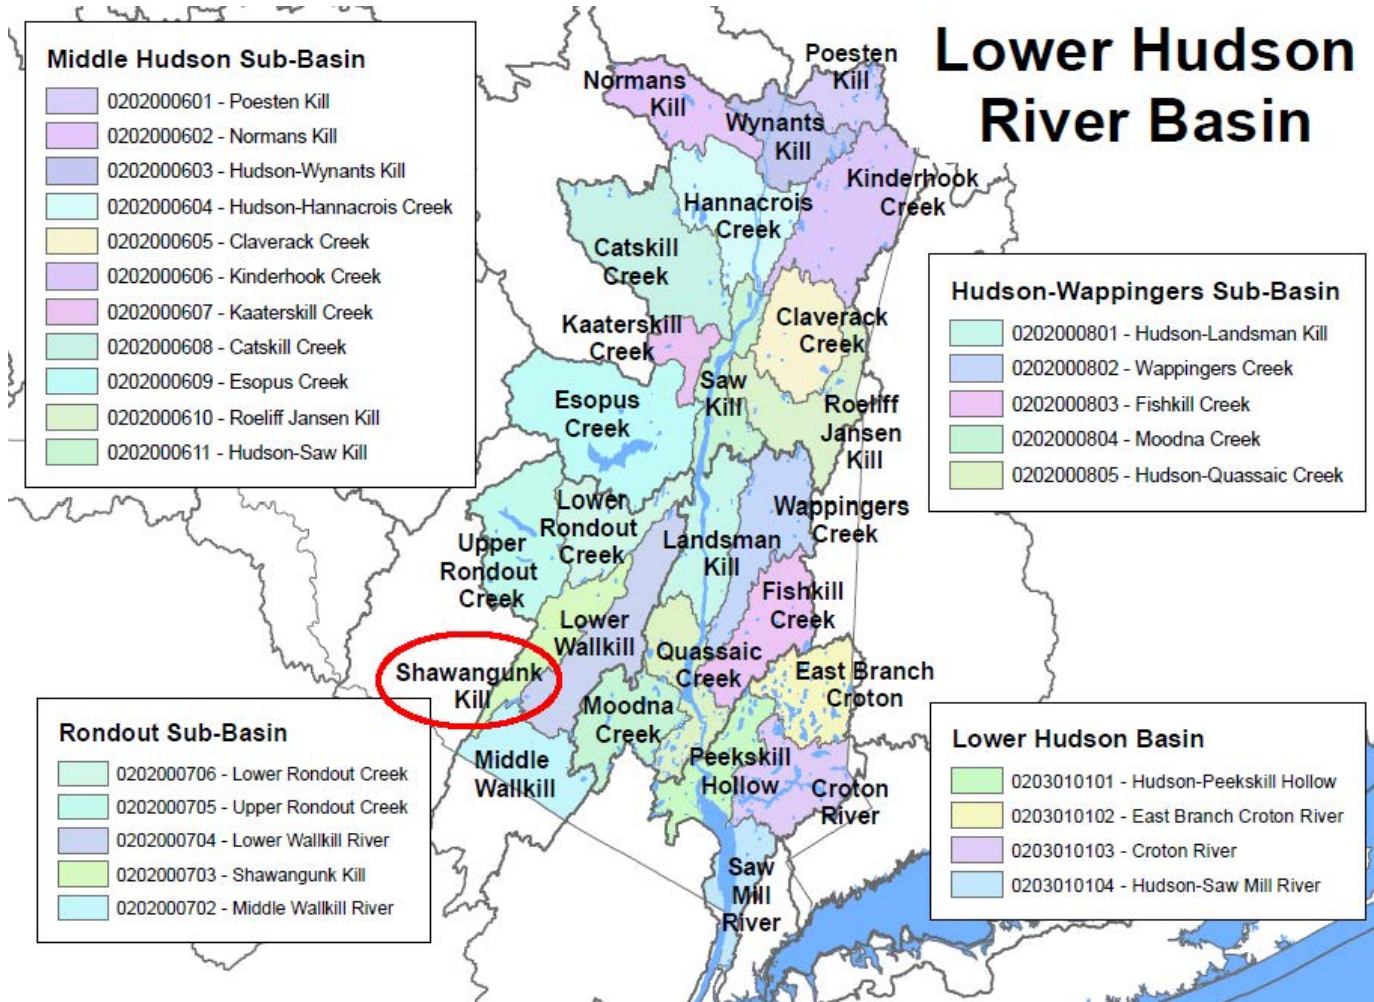 Lower Hudson
River Basin
Middle Hudson Sub-Basin
0202000601 - Poesten Kill
0202000602 - Normans Kill
0202000603 - Hudson-Wynants Kill
0202000604 - Hudson-Hannacrois Creek
0202000605 - Claverack Creek
0202000606 - Kinderhook Creek
0202000607 - Kaaterskill Creek
0202000608 - Catskill Creek
0202000609 - Esopus Creek
0202000610 - Roeliff Jansen Kill
0202000611 - Hudson-Saw Kill
Poesten
Kill
Normans
Kill
Wynants
Kill
Kinderhook
Creek
Hannacrois
Creek
Catskill
Creek
Claverack
Creek
Kaaterskill
Creek
Saw
Kill
Esopus
Creek
Roeliff
Jansen
Kill
Hudson-Wappingers Sub-Basin
0202000801 - Hudson-Landsman Kill
0202000802 - Wappingers Creek
0202000803 - Fishkill Creek
0202000804 - Moodna Creek
0202000805 - Hudson-Quassaic Creek
Lower
Rondout
Creek
Wappingers
Creek
Upper
Rondout
Creek
Landsman
Kill
Fishkill
Creek
Lower
Wallkill
Quassaic
Creek
Shawangunk
Kill
East Branch
Croton
Moodna
Creek
Middle
Wallkill
Peekskill
Hollow
Croton
River
Saw
Mill
River
Rondout Sub-Basin
0202000706 - Lower Rondout Creek
0202000705 - Upper Rondout Creek
0202000704 - Lower Wallkill River
0202000703 - Shawangunk Kill
0202000702 - Middle Wallkill River
Lower Hudson Basin
0203010101 - Hudson-Peekskill Hollow
0203010102 - East Branch Croton River
0203010103 - Croton River
0203010104 - Hudson-Saw Mill River